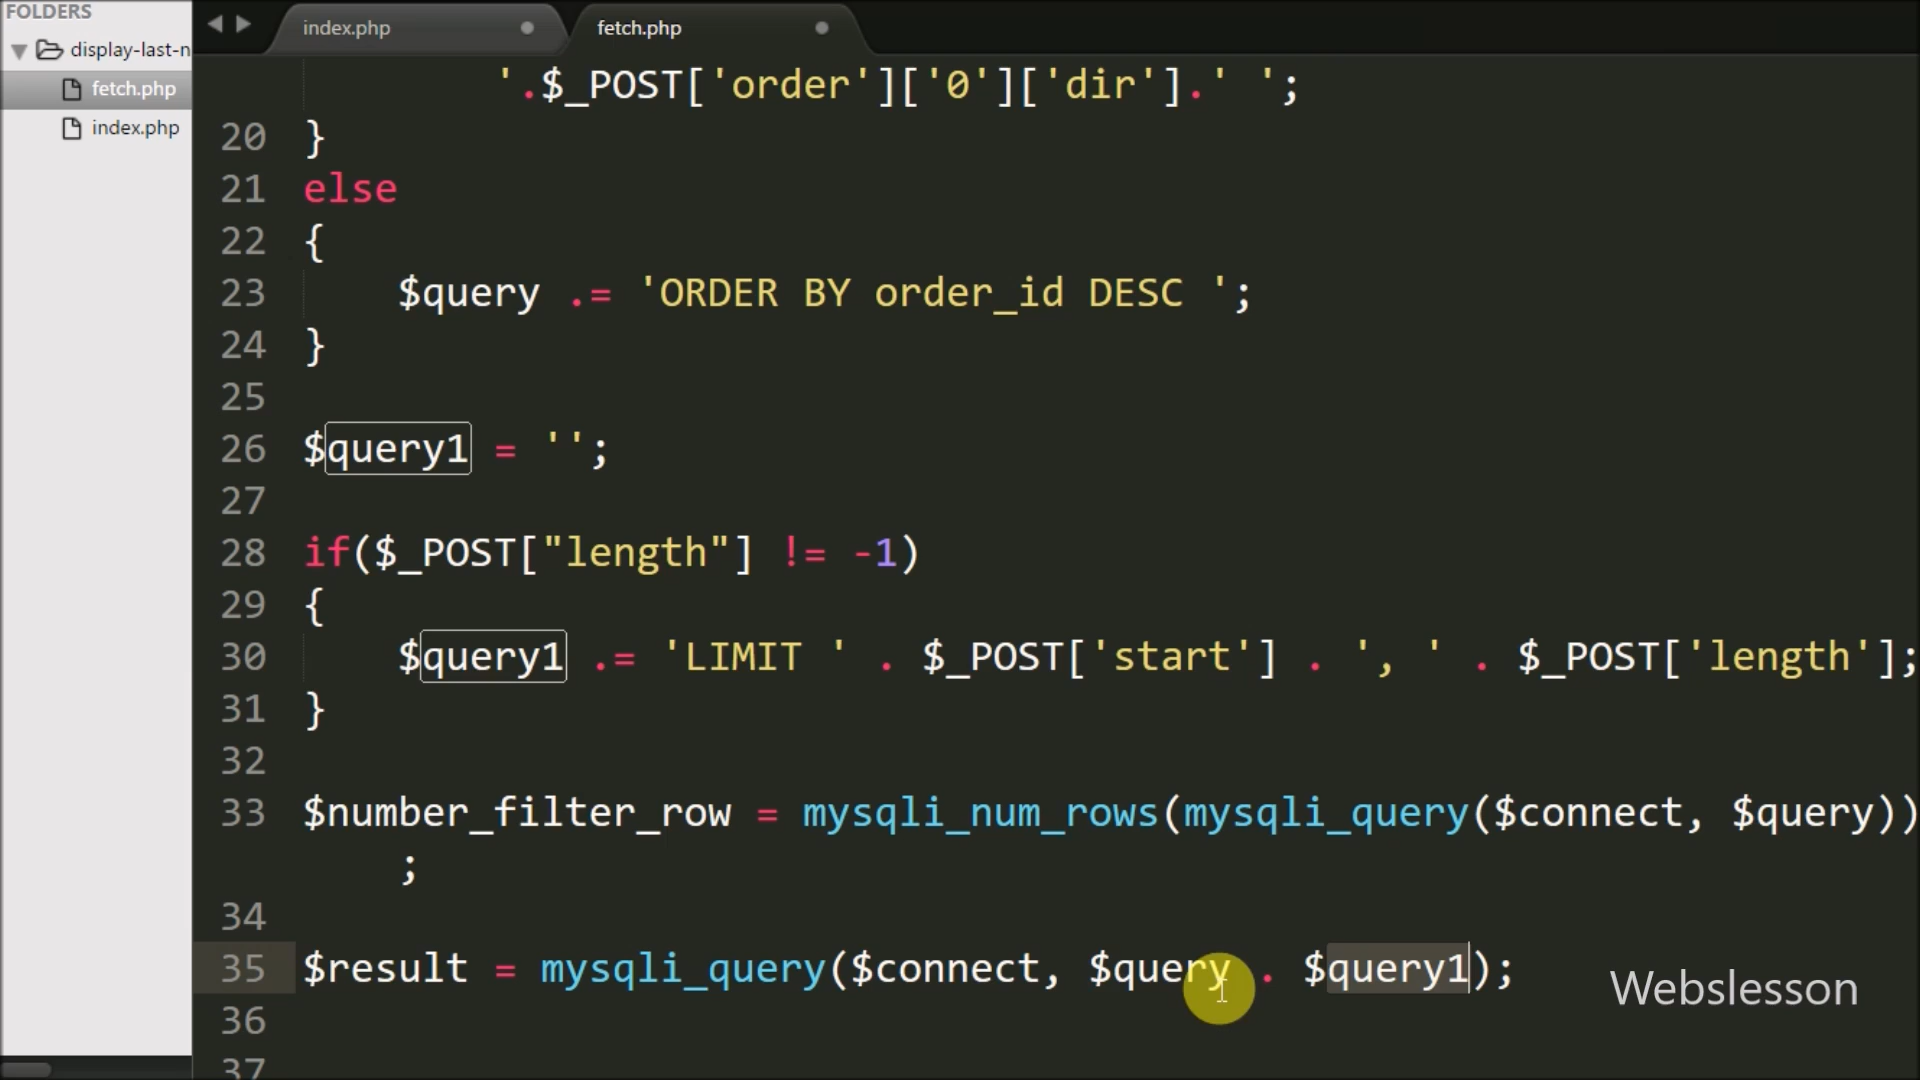 FOLDERS
display-last-n
fetch.php
index.php
index.php
fetch.php
'.$_POST['order']['0']['dir'].' ';
20 }
21 else
22 {
23 $query .= 'ORDER BY order_id DESC ';
24 }
25
26 $query1 = '';
27
28 if($_POST["length"] != -1)
29 {
30 $query1 .= 'LIMIT ' . $_POST['start'] . ', ' . $_POST['length'];
31 }
32
33 $number_filter_row = mysqli_num_rows(mysqli_query($connect, $query))
;
34
35 $result = mysqli_query($connect, $query . $query1);
36
37
Webslesson